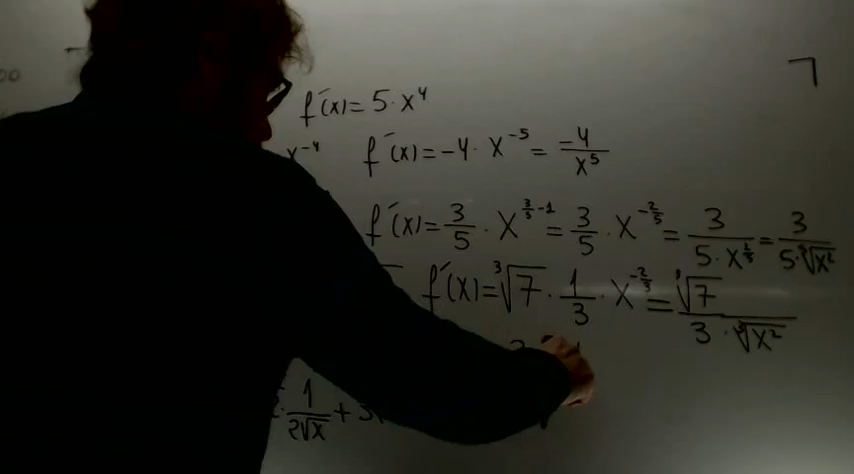 f´(x)= 5·x⁴
x⁻⁴ f´(x)= -4·x⁻⁵ = -4/x⁵
f´(x)= 3/5 · x^(3/5 -1) = 3/5 · x^(-2/5) = 3/(5·x^(2/5)) = 3/(5·⁵√x²)
f´(x)= ³√7 · 1/3 · x^(-2/3) = ³√7/(3·³√x²)
· 1/(2√x) + 3